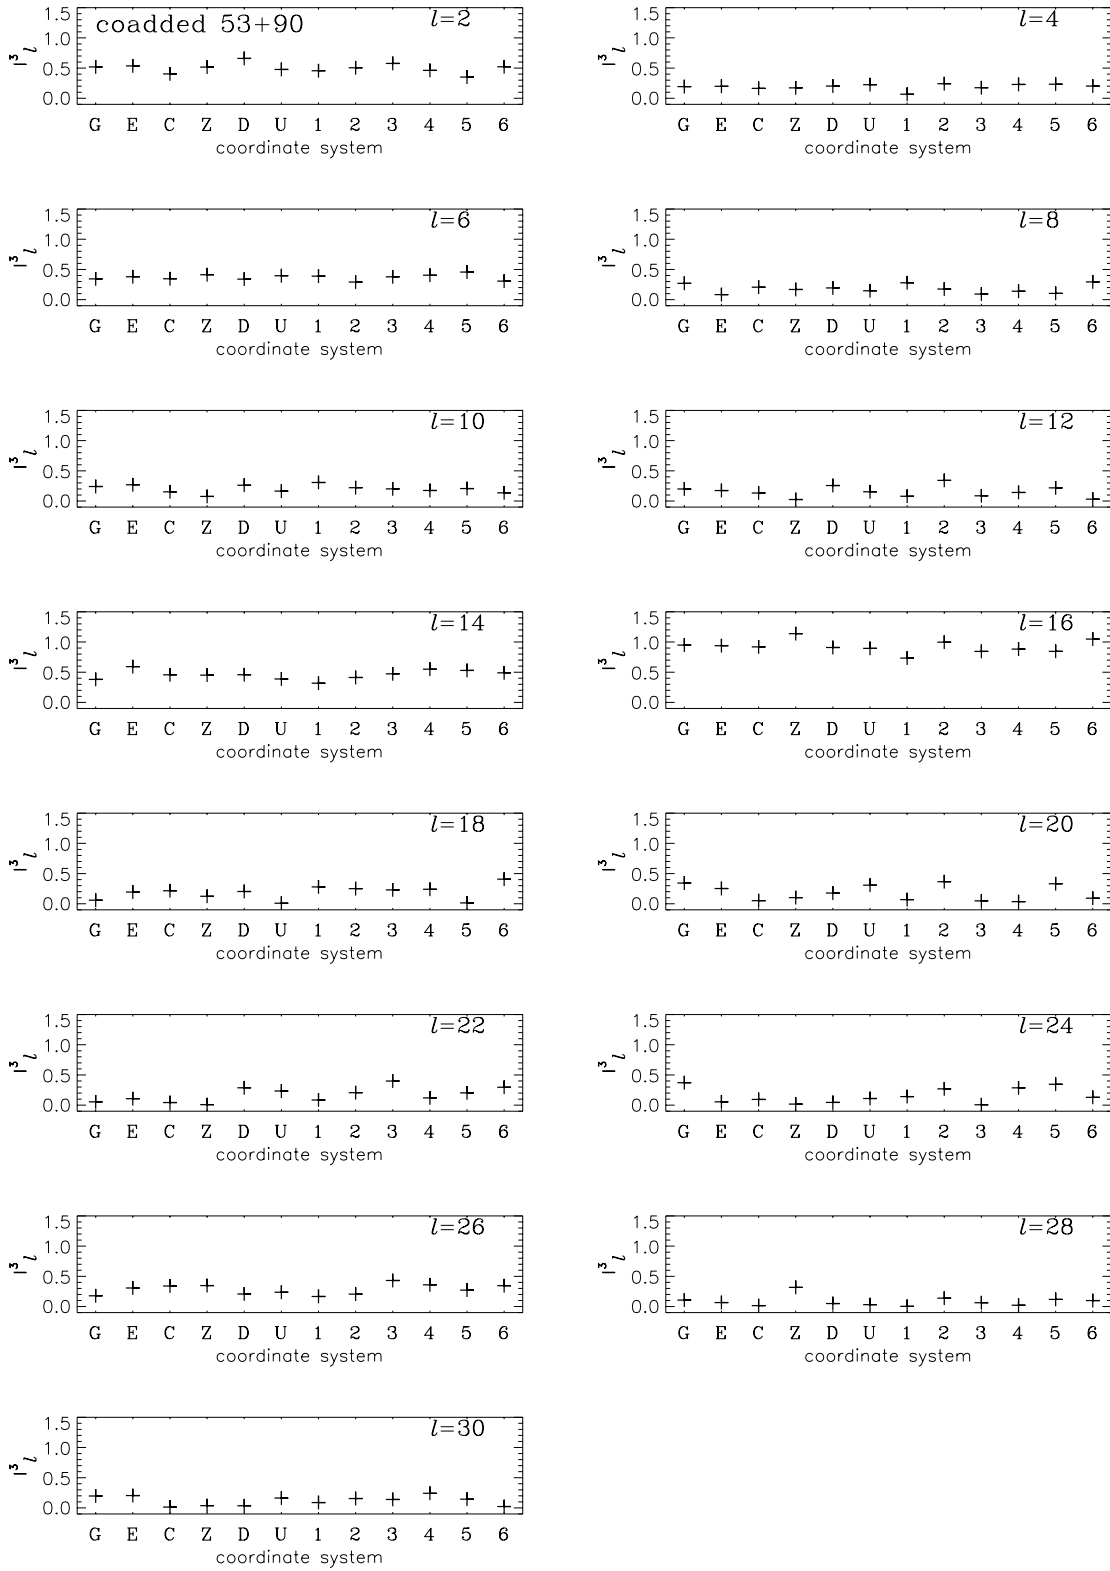 coadded 53+90
l=2
1.5
1.0
0.5
0.0
I³l
G E C Z D U 1 2 3 4 5 6
coordinate system
l=4
1.5
1.0
0.5
0.0
I³l
G E C Z D U 1 2 3 4 5 6
coordinate system
l=6
1.5
1.0
0.5
0.0
I³l
G E C Z D U 1 2 3 4 5 6
coordinate system
l=8
1.5
1.0
0.5
0.0
I³l
G E C Z D U 1 2 3 4 5 6
coordinate system
l=10
1.5
1.0
0.5
0.0
I³l
G E C Z D U 1 2 3 4 5 6
coordinate system
l=12
1.5
1.0
0.5
0.0
I³l
G E C Z D U 1 2 3 4 5 6
coordinate system
l=14
1.5
1.0
0.5
0.0
I³l
G E C Z D U 1 2 3 4 5 6
coordinate system
l=16
1.5
1.0
0.5
0.0
I³l
G E C Z D U 1 2 3 4 5 6
coordinate system
l=18
1.5
1.0
0.5
0.0
I³l
G E C Z D U 1 2 3 4 5 6
coordinate system
l=20
1.5
1.0
0.5
0.0
I³l
G E C Z D U 1 2 3 4 5 6
coordinate system
l=22
1.5
1.0
0.5
0.0
I³l
G E C Z D U 1 2 3 4 5 6
coordinate system
l=24
1.5
1.0
0.5
0.0
I³l
G E C Z D U 1 2 3 4 5 6
coordinate system
l=26
1.5
1.0
0.5
0.0
I³l
G E C Z D U 1 2 3 4 5 6
coordinate system
l=28
1.5
1.0
0.5
0.0
I³l
G E C Z D U 1 2 3 4 5 6
coordinate system
l=30
1.5
1.0
0.5
0.0
I³l
G E C Z D U 1 2 3 4 5 6
coordinate system